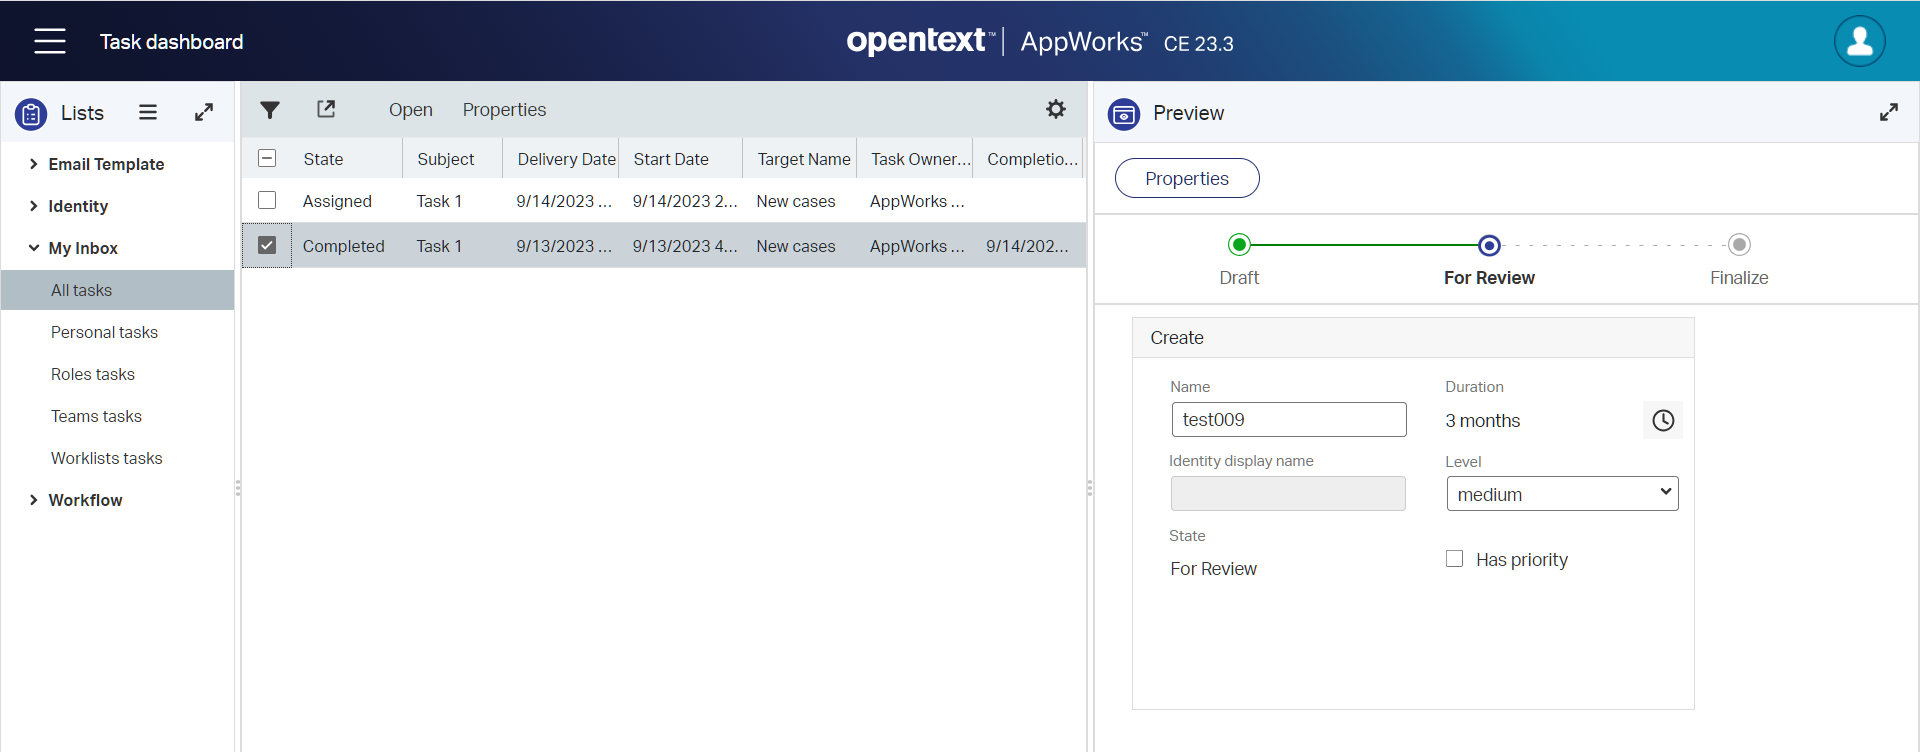 Task dashboard
opentext™ | AppWorks™ CE 23.3
Lists
Email Template
Identity
My Inbox
All tasks
Personal tasks
Roles tasks
Teams tasks
Worklists tasks
Workflow
Open Properties
State Subject Delivery Date Start Date Target Name Task Owner... Completio...
Assigned Task 1 9/14/2023 ... 9/14/2023 2... New cases AppWorks ...
Completed Task 1 9/13/2023 ... 9/13/2023 4... New cases AppWorks ... 9/14/202...
Preview
Properties
Draft For Review Finalize
Create
Name Duration
test009 3 months
Identity display name Level
medium
State
Has priority
For Review